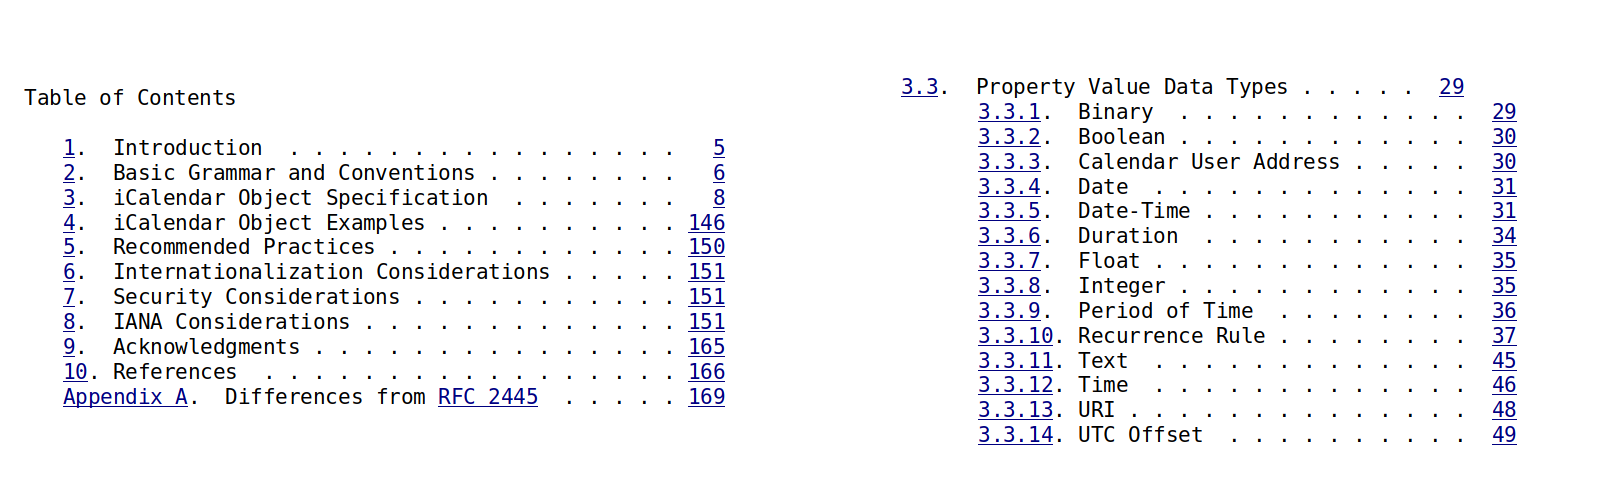 Table of Contents
1. Introduction . . . . . . . . . . . . . . . . 5
2. Basic Grammar and Conventions . . . . . . . . 6
3. iCalendar Object Specification . . . . . . . 8
4. iCalendar Object Examples . . . . . . . . . . 146
5. Recommended Practices . . . . . . . . . . . . 150
6. Internationalization Considerations . . . . . 151
7. Security Considerations . . . . . . . . . . . 151
8. IANA Considerations . . . . . . . . . . . . . 151
9. Acknowledgments . . . . . . . . . . . . . . . 165
10. References . . . . . . . . . . . . . . . . . 166
Appendix A. Differences from RFC 2445 . . . . . 169
3.3. Property Value Data Types . . . . . 29
3.3.1. Binary . . . . . . . . . . . . 29
3.3.2. Boolean . . . . . . . . . . . . 30
3.3.3. Calendar User Address . . . . . 30
3.3.4. Date . . . . . . . . . . . . . 31
3.3.5. Date-Time . . . . . . . . . . . 31
3.3.6. Duration . . . . . . . . . . . 34
3.3.7. Float . . . . . . . . . . . . . 35
3.3.8. Integer . . . . . . . . . . . . 35
3.3.9. Period of Time . . . . . . . . 36
3.3.10. Recurrence Rule . . . . . . . . 37
3.3.11. Text . . . . . . . . . . . . . 45
3.3.12. Time . . . . . . . . . . . . . 46
3.3.13. URI . . . . . . . . . . . . . . 48
3.3.14. UTC Offset . . . . . . . . . . 49